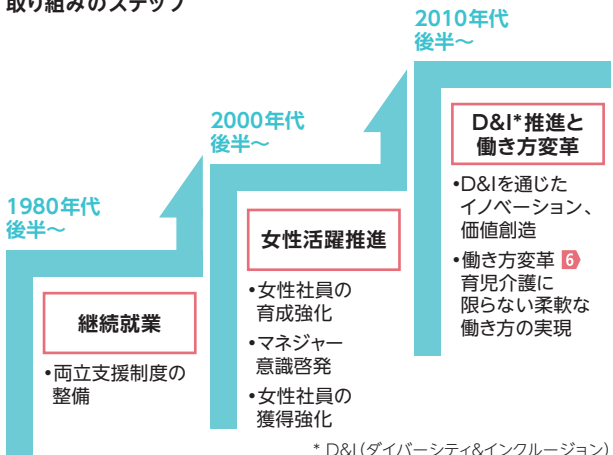 取り組みのステップ
1980年代
後半~
継続就業
•両立支援制度の
整備
2000年代
後半~
女性活躍推進
•女性社員の
育成強化
•マネジャー
意識啓発
•女性社員の
獲得強化
2010年代
後半~
D&I*推進と
働き方変革
•D&Iを通じた
イノベーション、
価値創造
•働き方変革 6
育児介護に
限らない柔軟な
働き方の実現
* D&I(ダイバーシティ&インクルージョン)